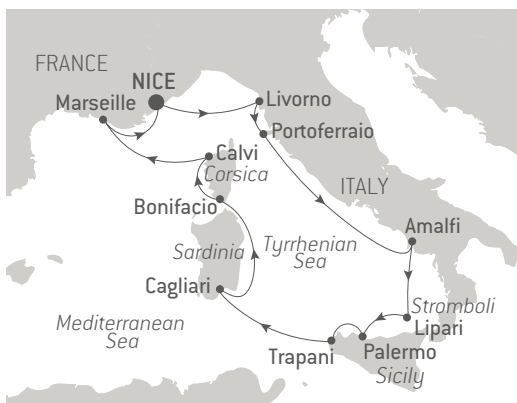 FRANCE
NICE
Marseille
Livorno
Portoferraio
Calvi
Corsica
ITALY
Bonifacio
Amalfi
Sardinia
Tyrrhenian
Sea
Cagliari
Stromboli
Lipari
Mediterranean
Sea
Trapani
Palermo
Sicily